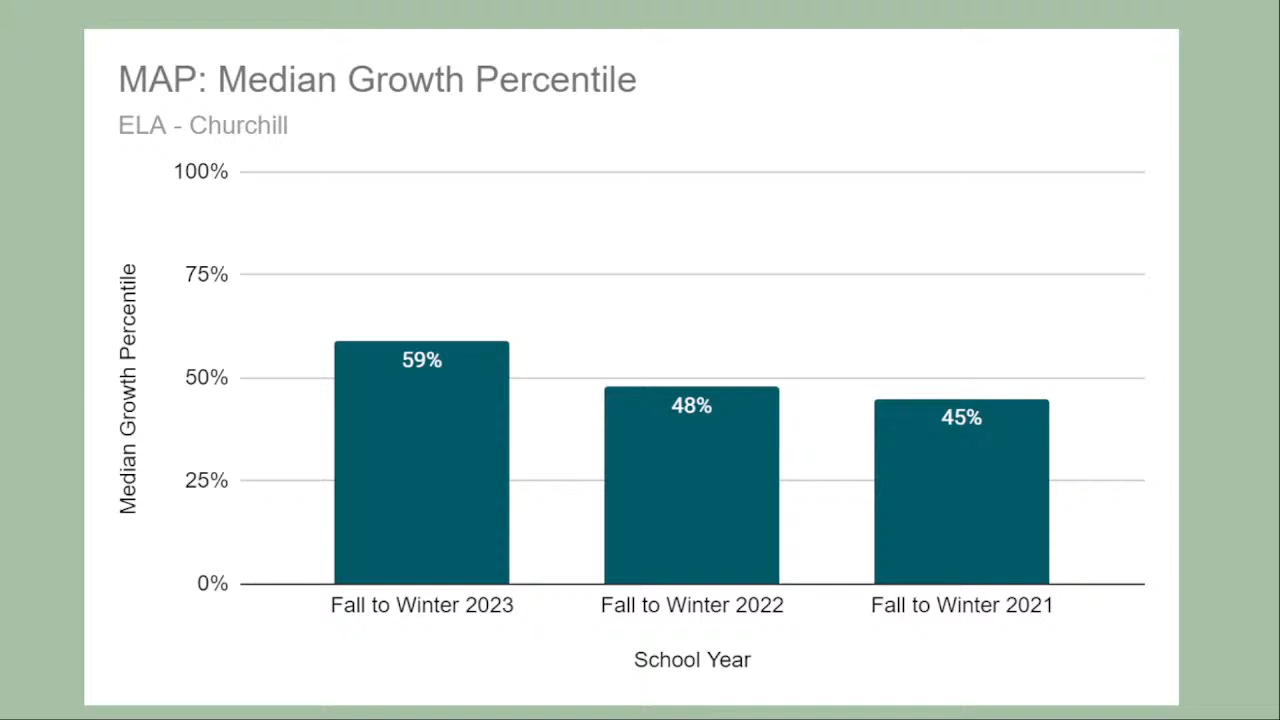 MAP: Median Growth Percentile
ELA - Churchill
100%
75%
50%
25%
0%
Median Growth Percentile
59%
48%
45%
Fall to Winter 2023
Fall to Winter 2022
Fall to Winter 2021
School Year